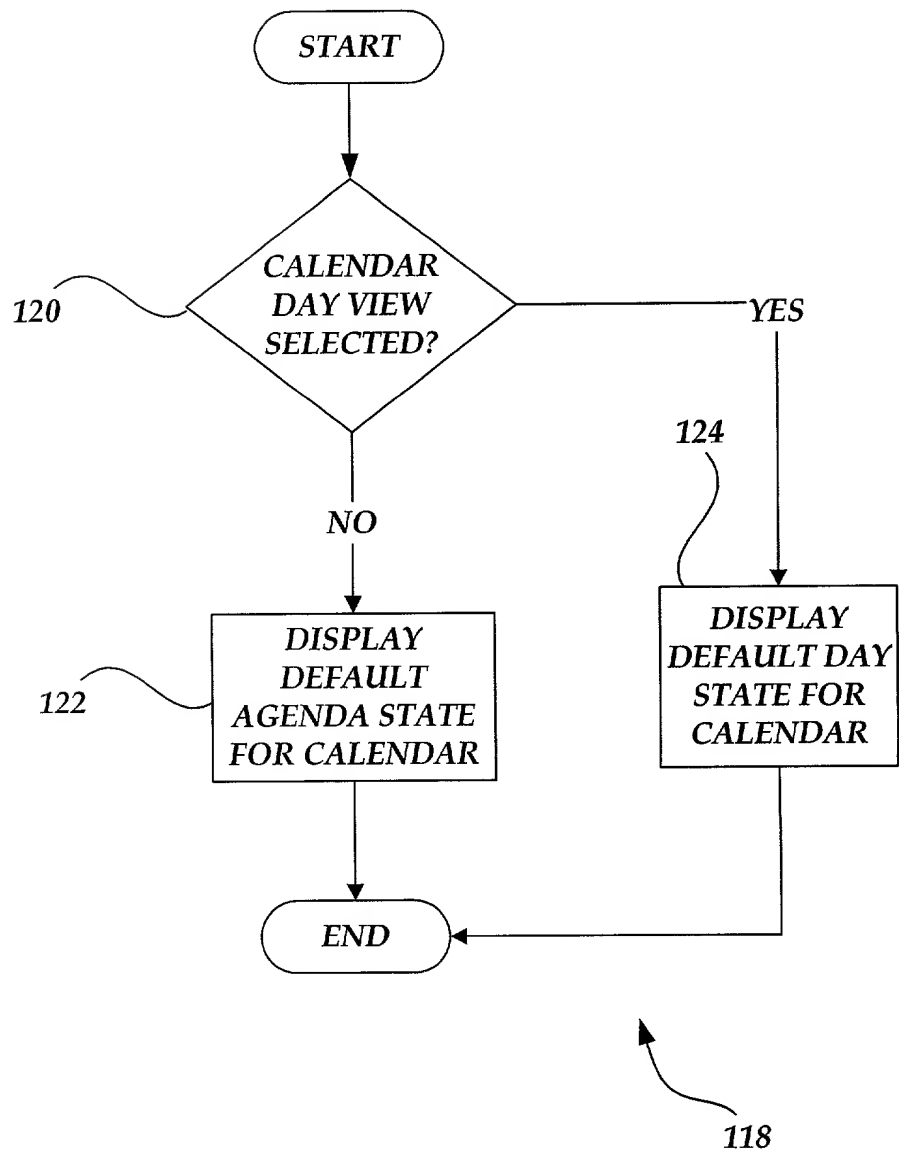 START
CALENDAR
DAY VIEW
SELECTED?
120
YES
124
NO
DISPLAY
DEFAULT
AGENDA STATE
FOR CALENDAR
122
DISPLAY
DEFAULT DAY
STATE FOR
CALENDAR
END
118